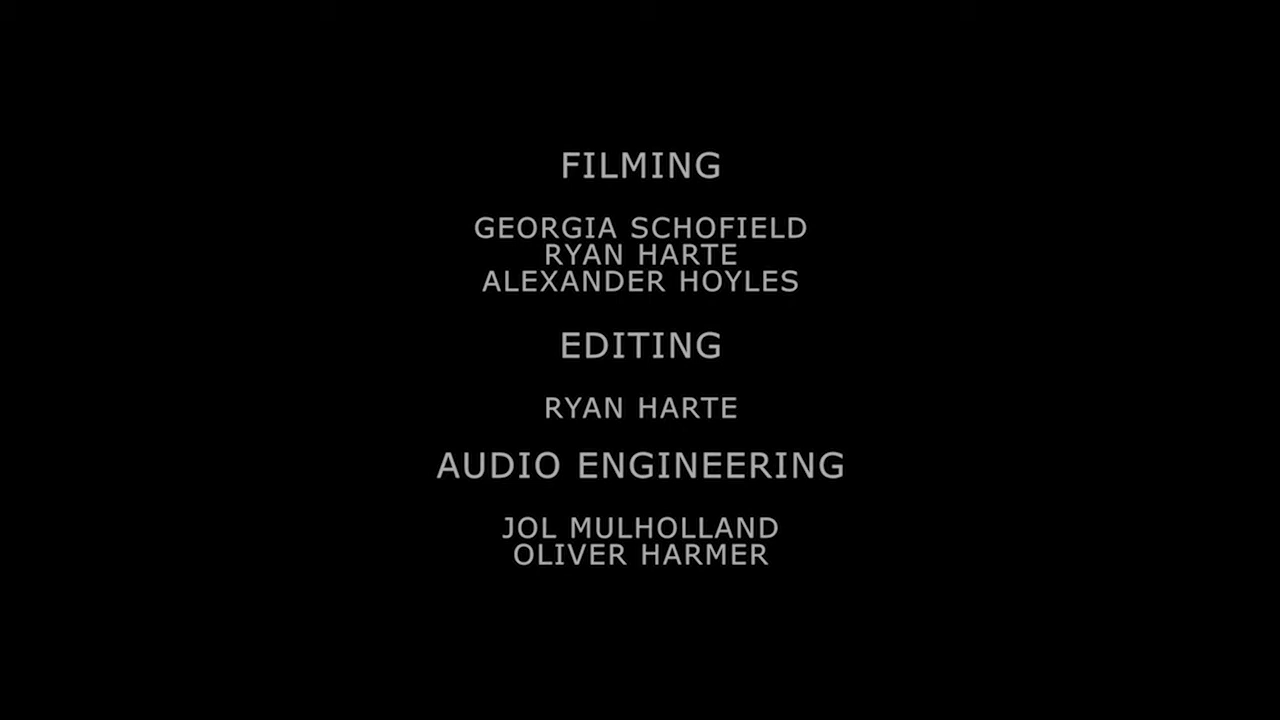 FILMING
GEORGIA SCHOFIELD
RYAN HARTE
ALEXANDER HOYLES
EDITING
RYAN HARTE
AUDIO ENGINEERING
JOL MULHOLLAND
OLIVER HARMER